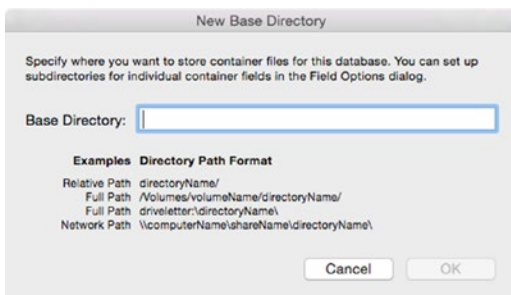 New Base Directory
Specify where you want to store container files for this database. You can set up
subdirectories for individual container fields in the Field Options dialog.
Base Directory:
Examples Directory Path Format
Relative Path directoryName/
Full Path /Volumes/volumeName/directoryName/
Full Path driveletter:\directoryName\
Network Path \\computerName\shareName\directoryName\
Cancel OK